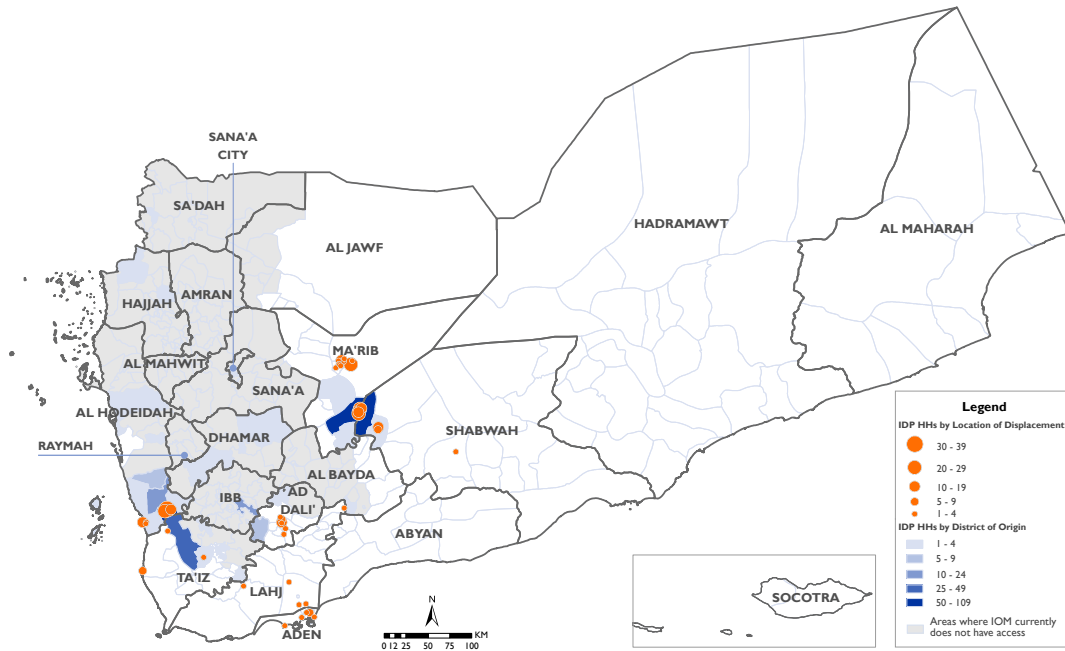 SANA'A
CITY
SA'DAH
AL JAWF
HADRAMAWT
AL MAHARAH
HAJJAH
AMRAN
MA'RIB
AL MAHWIT
SANA'A
AL HODEIDAH
SHABWAH
RAYMAH
DHAMAR
AL BAYDA
IBB
AD
DALI'
ABYAN
TA'IZ
LAHJ
ADEN
SOCOTRA
N
KM
0 12 25 50 75 100
Legend
IDP HHs by Location of Displacement
30 - 39
20 - 29
10 - 19
5 - 9
1 - 4
IDP HHs by District of Origin
1 - 4
5 - 9
10 - 24
25 - 49
50 - 109
Areas where IOM currently
does not have access